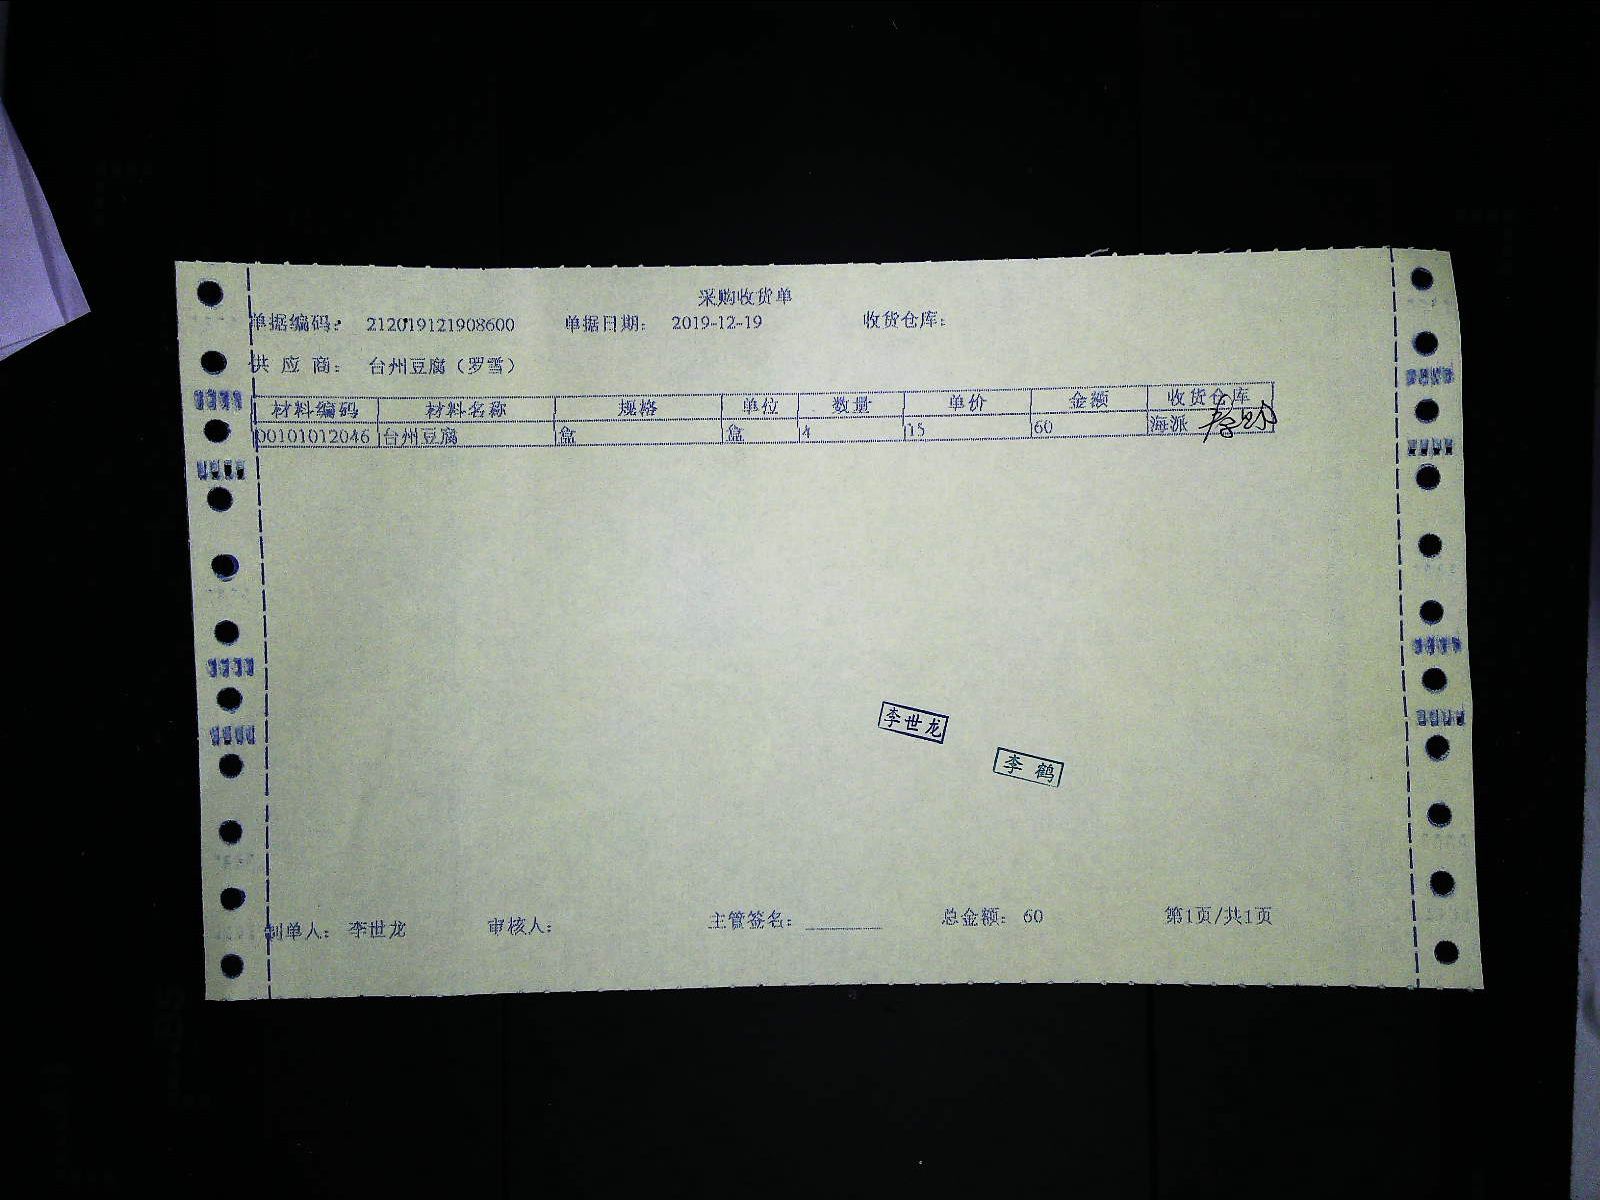 采购收货单
单据编码： 212019121908600 单据日期： 2019-12-19 收货仓库：
供 应 商： 台州豆腐（罗雪）
材料编码 材料名称 规格 单位 数量 单价 金额 收货仓库
00101012046 台州豆腐 盒 盒 4 15 60 海派
李世龙
李鹤
制单人： 李世龙 审核人： 主管签名： ________ 总金额： 60 第1页/共1页